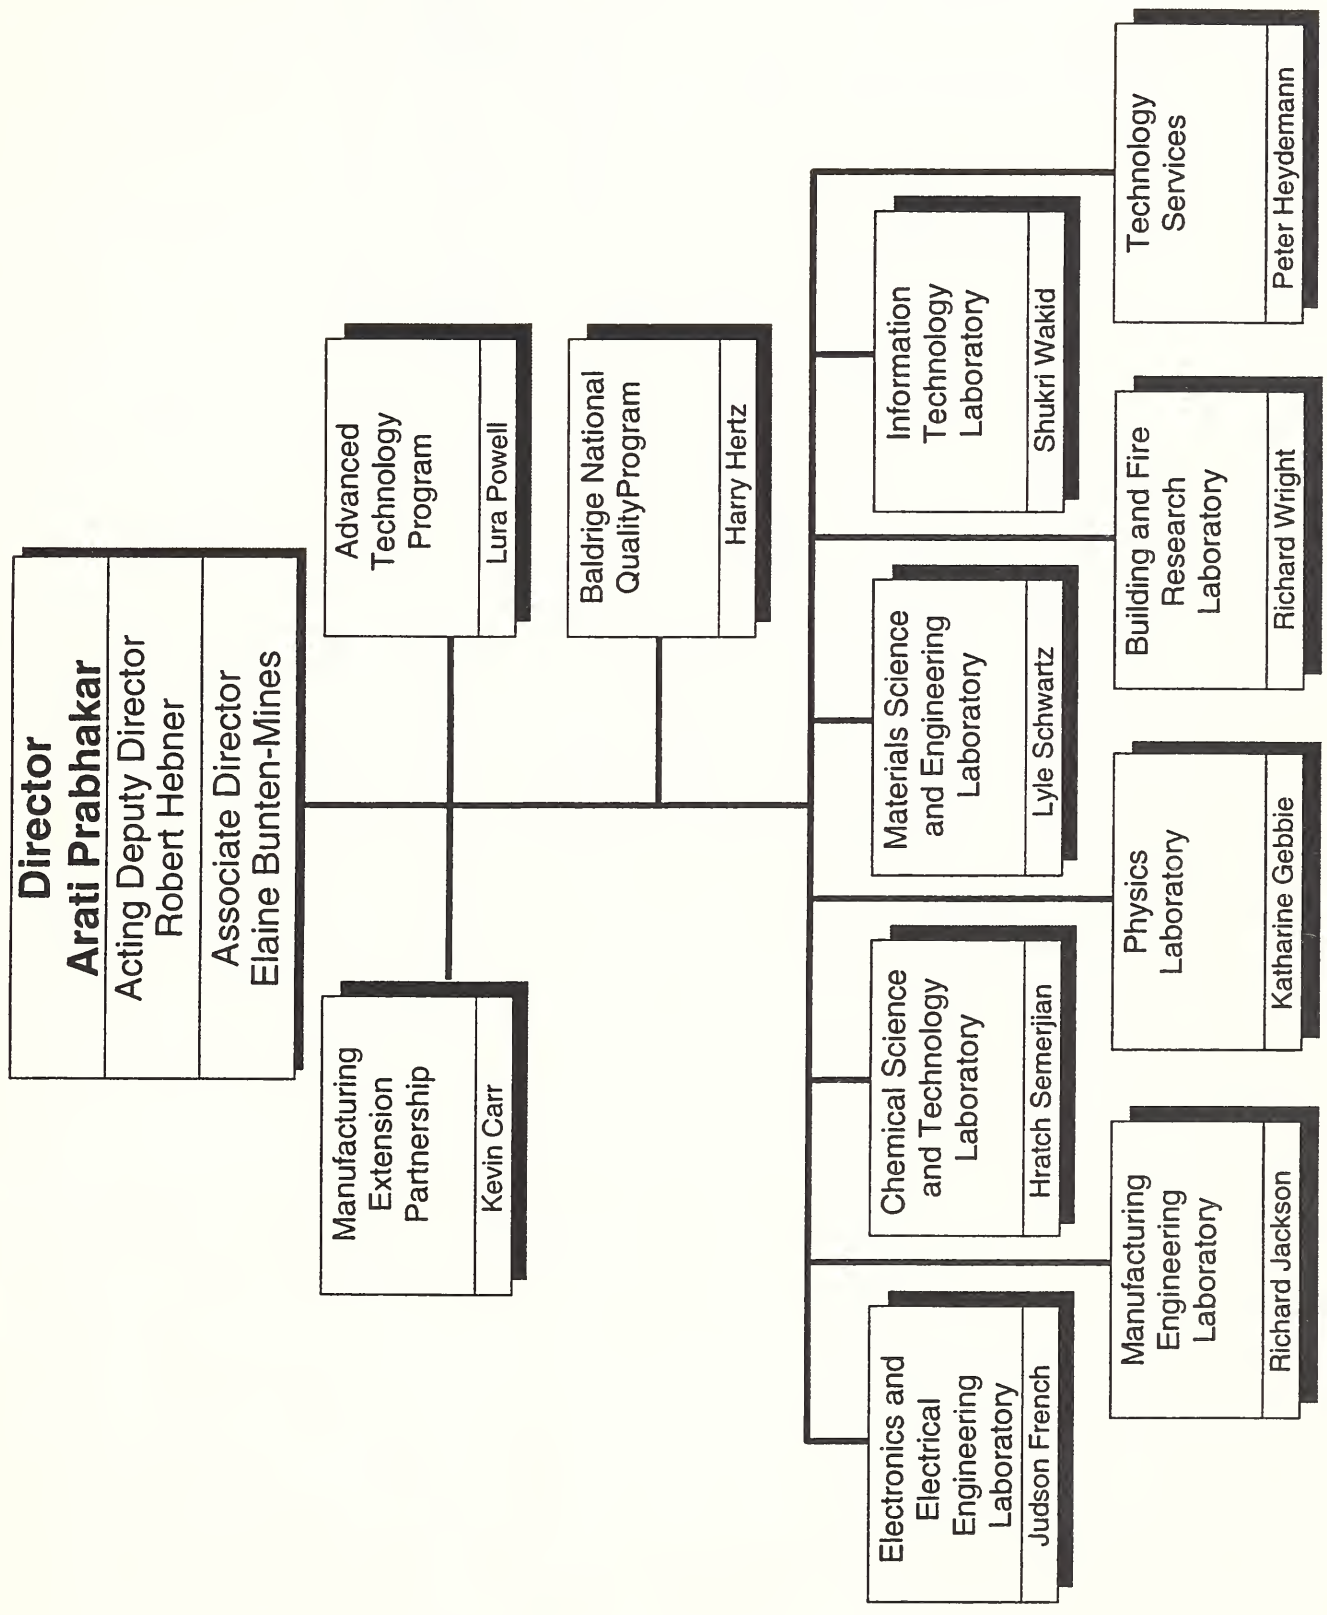 Director
Arati Prabhakar
Acting Deputy Director
Robert Hebner
Associate Director
Elaine Bunten-Mines
Manufacturing
Extension
Partnership
Kevin Carr
Advanced
Technology
Program
Lura Powell
Baldrige National
QualityProgram
Harry Hertz
Electronics and
Electrical
Engineering
Laboratory
Judson French
Chemical Science
and Technology
Laboratory
Hratch Semerjian
Materials Science
and Engineering
Laboratory
Lyle Schwartz
Information
Technology
Laboratory
Shukri Wakid
Manufacturing
Engineering
Laboratory
Richard Jackson
Physics
Laboratory
Katharine Gebbie
Building and Fire
Research
Laboratory
Richard Wright
Technology
Services
Peter Heydemann